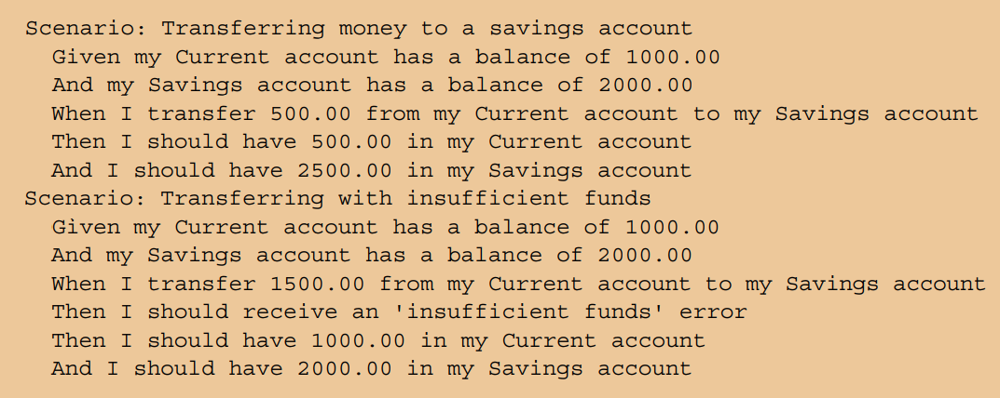 Scenario: Transferring money to a savings account
Given my Current account has a balance of 1000.00
And my Savings account has a balance of 2000.00
When I transfer 500.00 from my Current account to my Savings account
Then I should have 500.00 in my Current account
And I should have 2500.00 in my Savings account
Scenario: Transferring with insufficient funds
Given my Current account has a balance of 1000.00
And my Savings account has a balance of 2000.00
When I transfer 1500.00 from my Current account to my Savings account
Then I should receive an 'insufficient funds' error
Then I should have 1000.00 in my Current account
And I should have 2000.00 in my Savings account